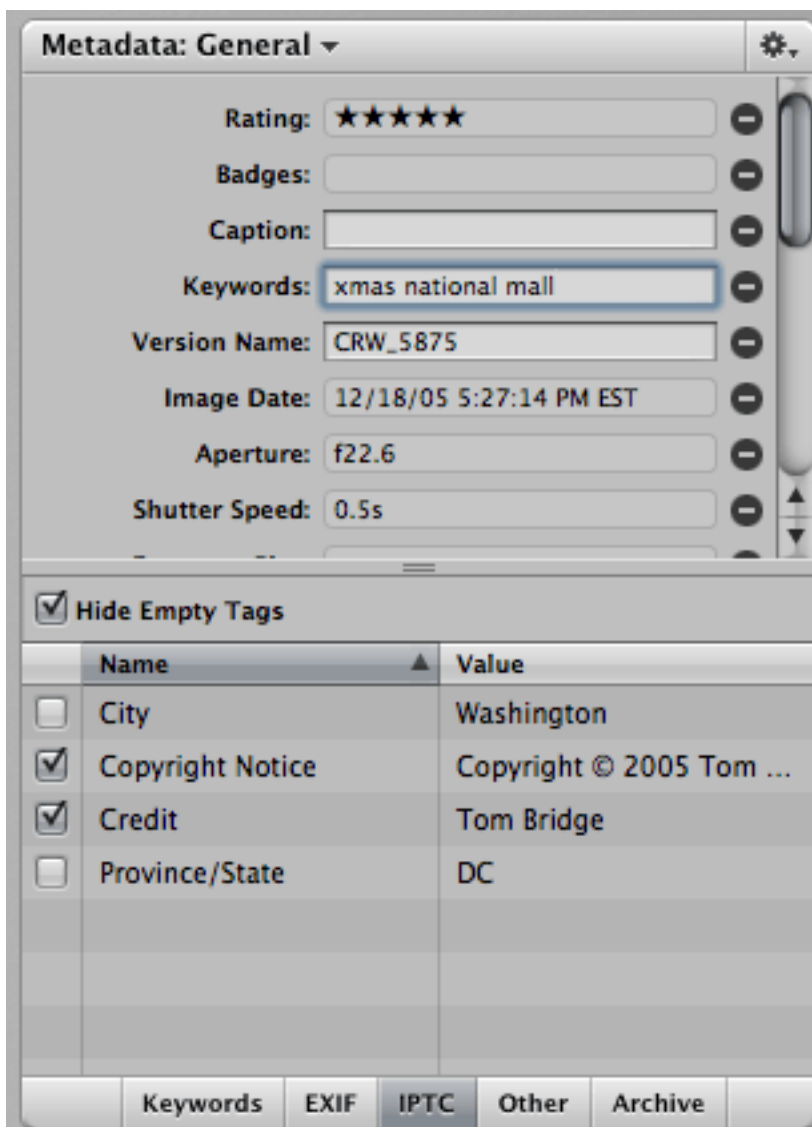 Metadata: General
Rating: ★★★★★
Badges:
Caption:
Keywords: xmas national mall
Version Name: CRW_5875
Image Date: 12/18/05 5:27:14 PM EST
Aperture: f22.6
Shutter Speed: 0.5s
Hide Empty Tags
Name Value
City Washington
Copyright Notice Copyright © 2005 Tom ...
Credit Tom Bridge
Province/State DC
Keywords EXIF IPTC Other Archive